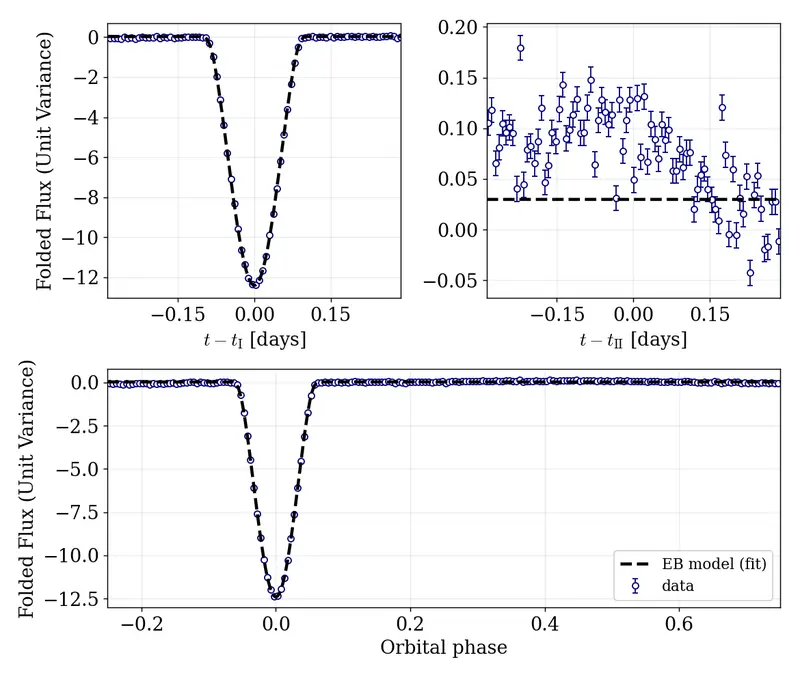 Folded Flux (Unit Variance)
0
−2
−4
−6
−8
−10
−12
−0.15 0.00 0.15
t − t_I [days]
0.20
0.15
0.10
0.05
0.00
−0.05
−0.15 0.00 0.15
t − t_II [days]
Folded Flux (Unit Variance)
0.0
−2.5
−5.0
−7.5
−10.0
−12.5
−0.2 0.0 0.2 0.4 0.6
Orbital phase
EB model (fit)
data